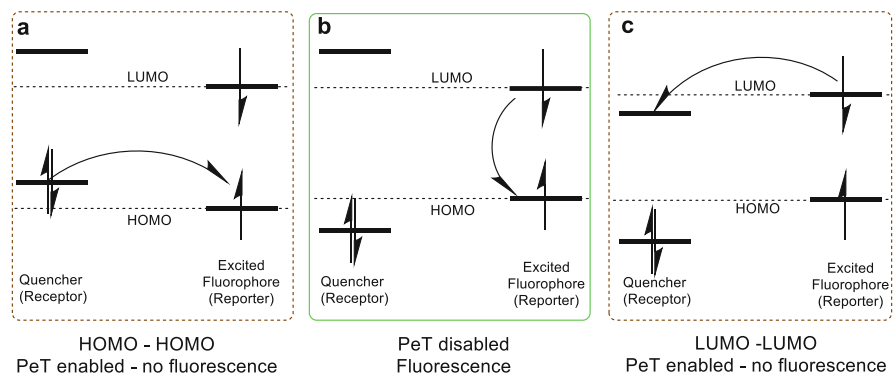 a
LUMO
HOMO
Quencher
(Receptor)
Excited
Fluorophore
(Reporter)
HOMO - HOMO
PeT enabled - no fluorescence
b
LUMO
HOMO
Quencher
(Receptor)
Excited
Fluorophore
(Reporter)
PeT disabled
Fluorescence
c
LUMO
HOMO
Quencher
(Receptor)
Excited
Fluorophore
(Reporter)
LUMO -LUMO
PeT enabled - no fluorescence